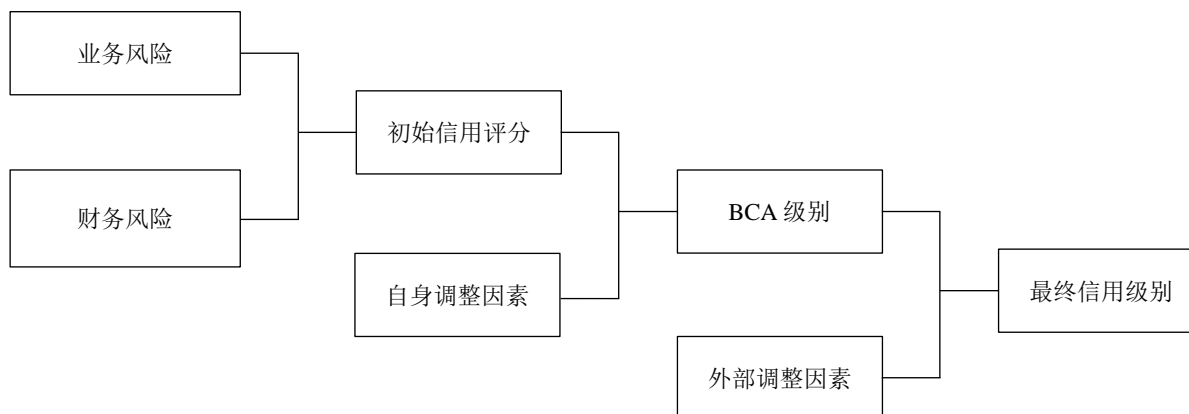 业务风险
财务风险
初始信用评分
自身调整因素
BCA 级别
外部调整因素
最终信用级别